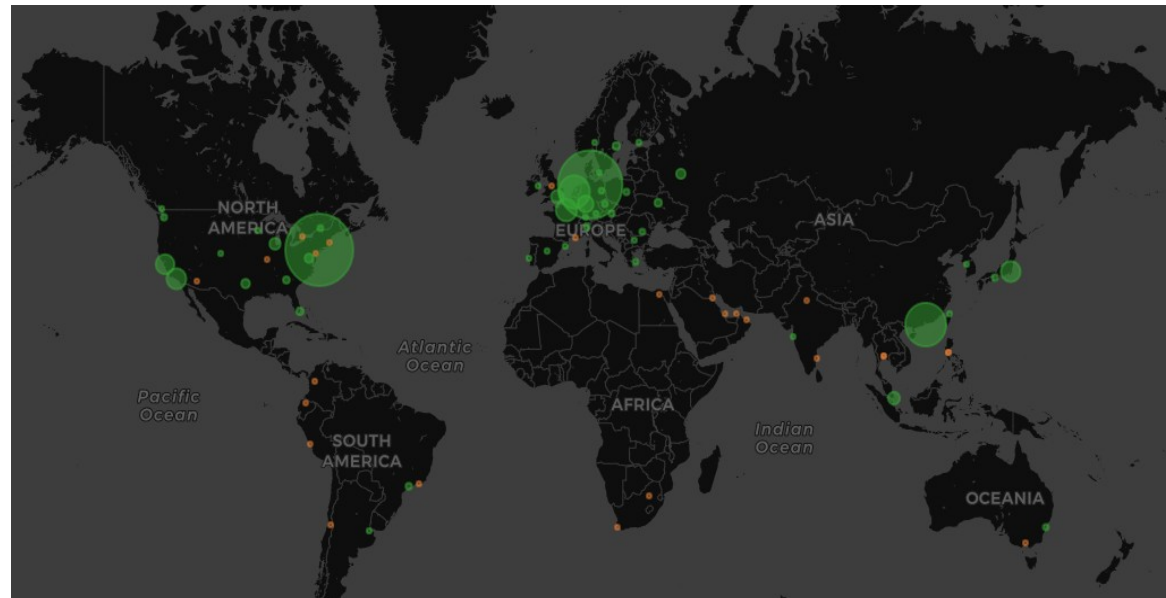 NORTH
AMERICA
EUROPE
ASIA
Atlantic
Ocean
Pacific
Ocean
AFRICA
Indian
Ocean
SOUTH
AMERICA
OCEANIA